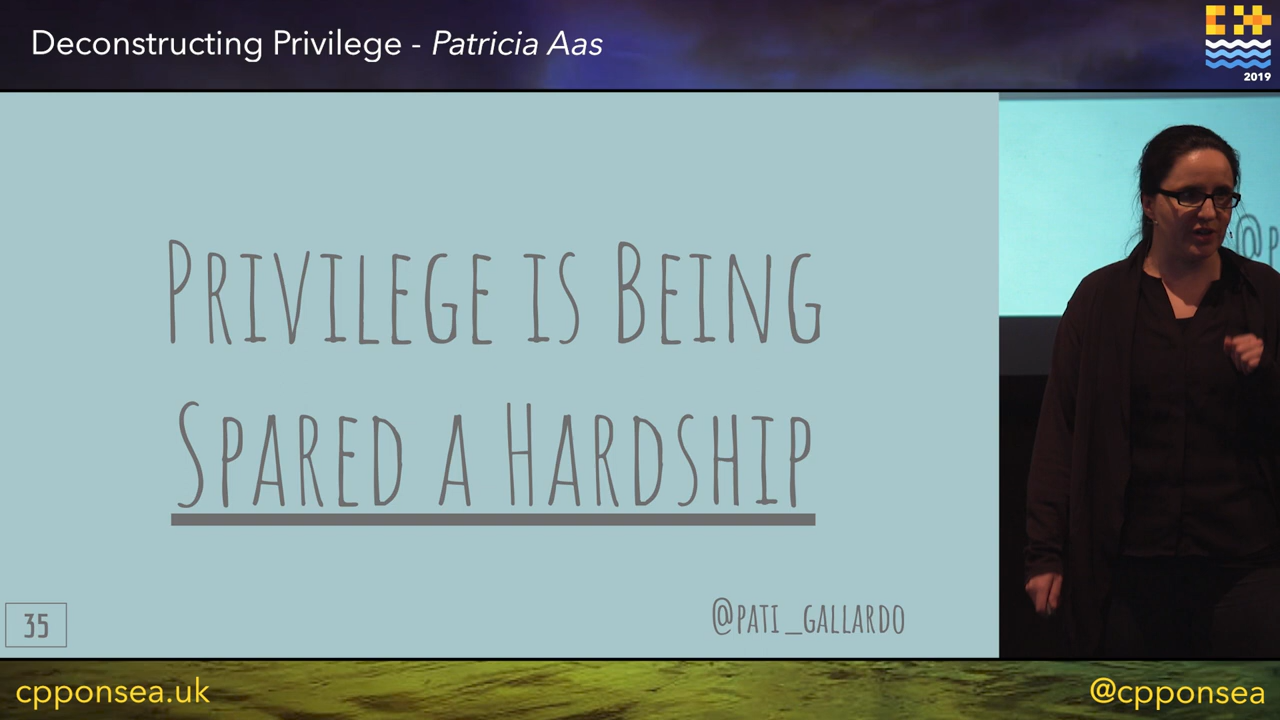 Deconstructing Privilege - Patricia Aas
2019
Privilege is Being
Spared a Hardship
@pati_gallardo
35
@p
cpponsea.uk
@cpponsea